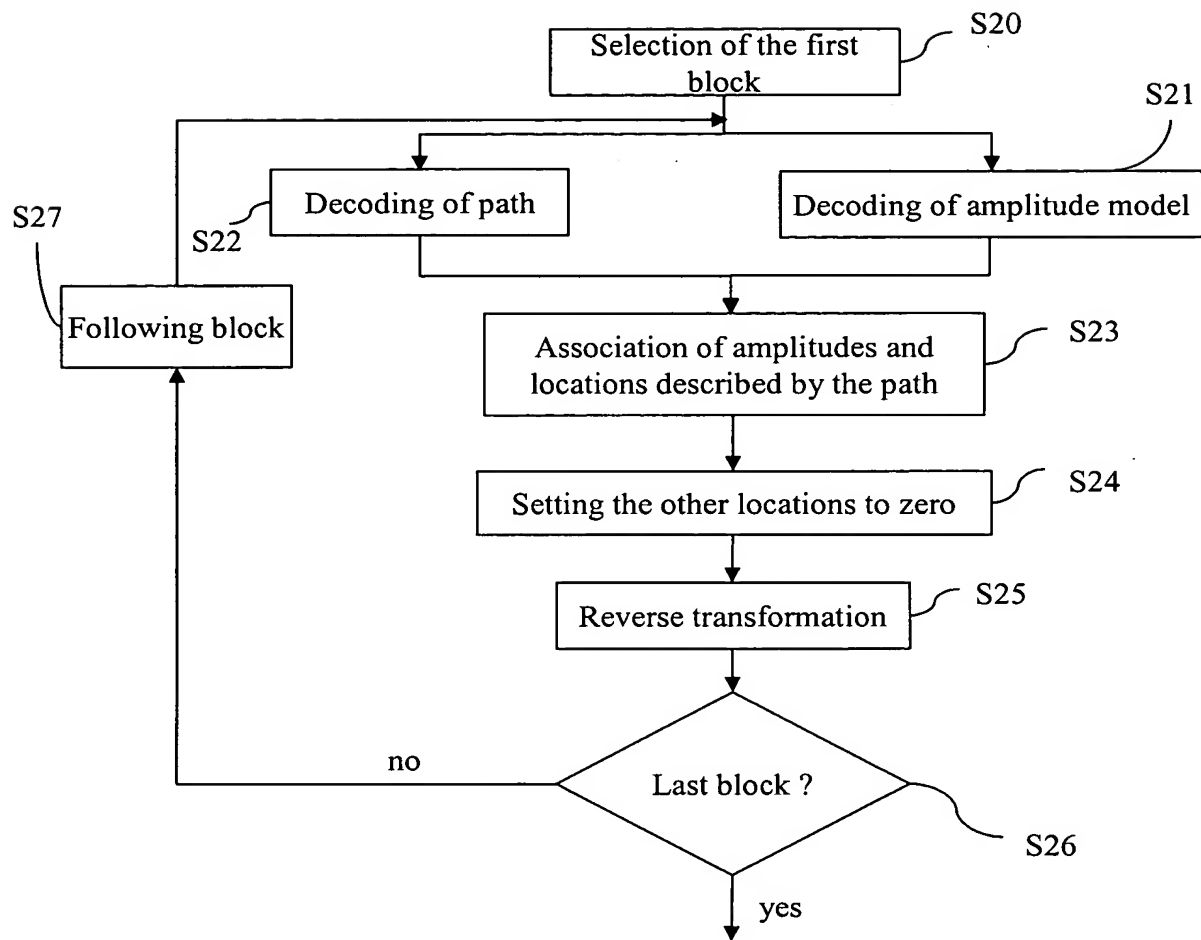 S20
Selection of the first
block
S21
Decoding of path
S22
Decoding of amplitude model
S27
Following block
Association of amplitudes and
locations described by the path
S23
Setting the other locations to zero
S24
Reverse transformation
S25
no
Last block ?
S26
yes